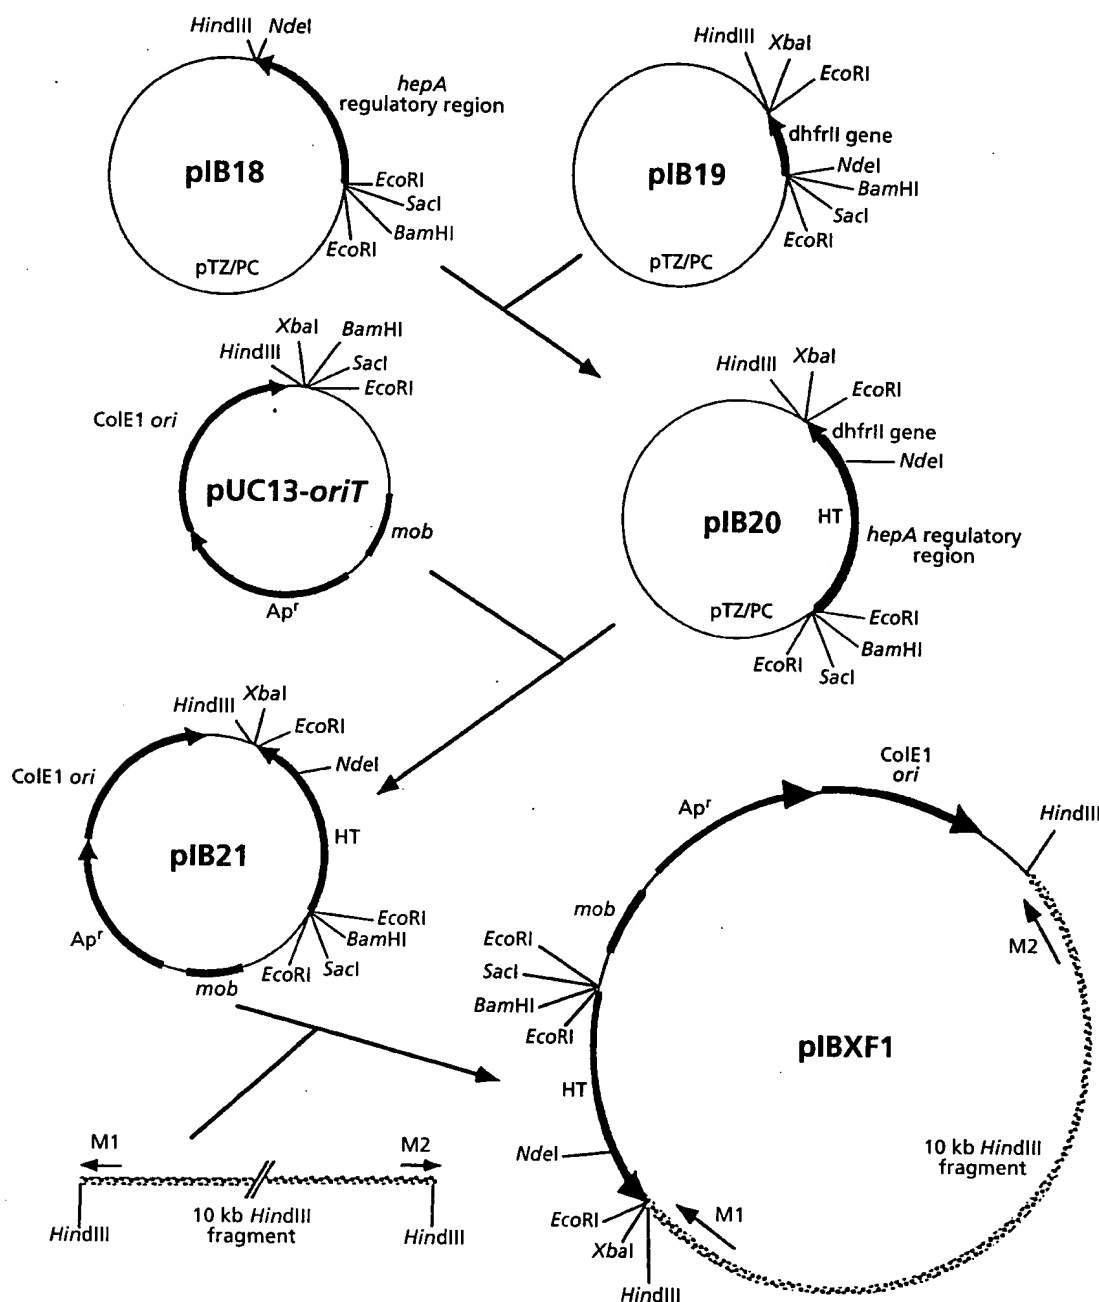 HindIII NdeI
hepA
regulatory region
pIB18
EcoRI
SacI
BamHI
EcoRI
pTZ/PC
HindIII
XbaI
EcoRI
dhfrII gene
pIB19
NdeI
BamHI
SacI
EcoRI
pTZ/PC
XbaI
BamHI
HindIII
SacI
EcoRI
ColE1 ori
pUC13-oriT
mob
Apr
HindIII
XbaI
EcoRI
dhfrII gene
NdeI
pIB20
HT
hepA regulatory
region
pTZ/PC
EcoRI
BamHI
EcoRI
SacI
HindIII
XbaI
EcoRI
ColE1 ori
NdeI
pIB21
HT
EcoRI
BamHI
Apr
EcoRI
SacI
mob
ColE1
ori
Apr
HindIII
mob
M2
EcoRI
SacI
BamHI
EcoRI
pIBXF1
HT
10 kb HindIII
fragment
NdeI
M1
EcoRI
XbaI
HindIII
M1
M2
10 kb HindIII
fragment
HindIII
HindIII